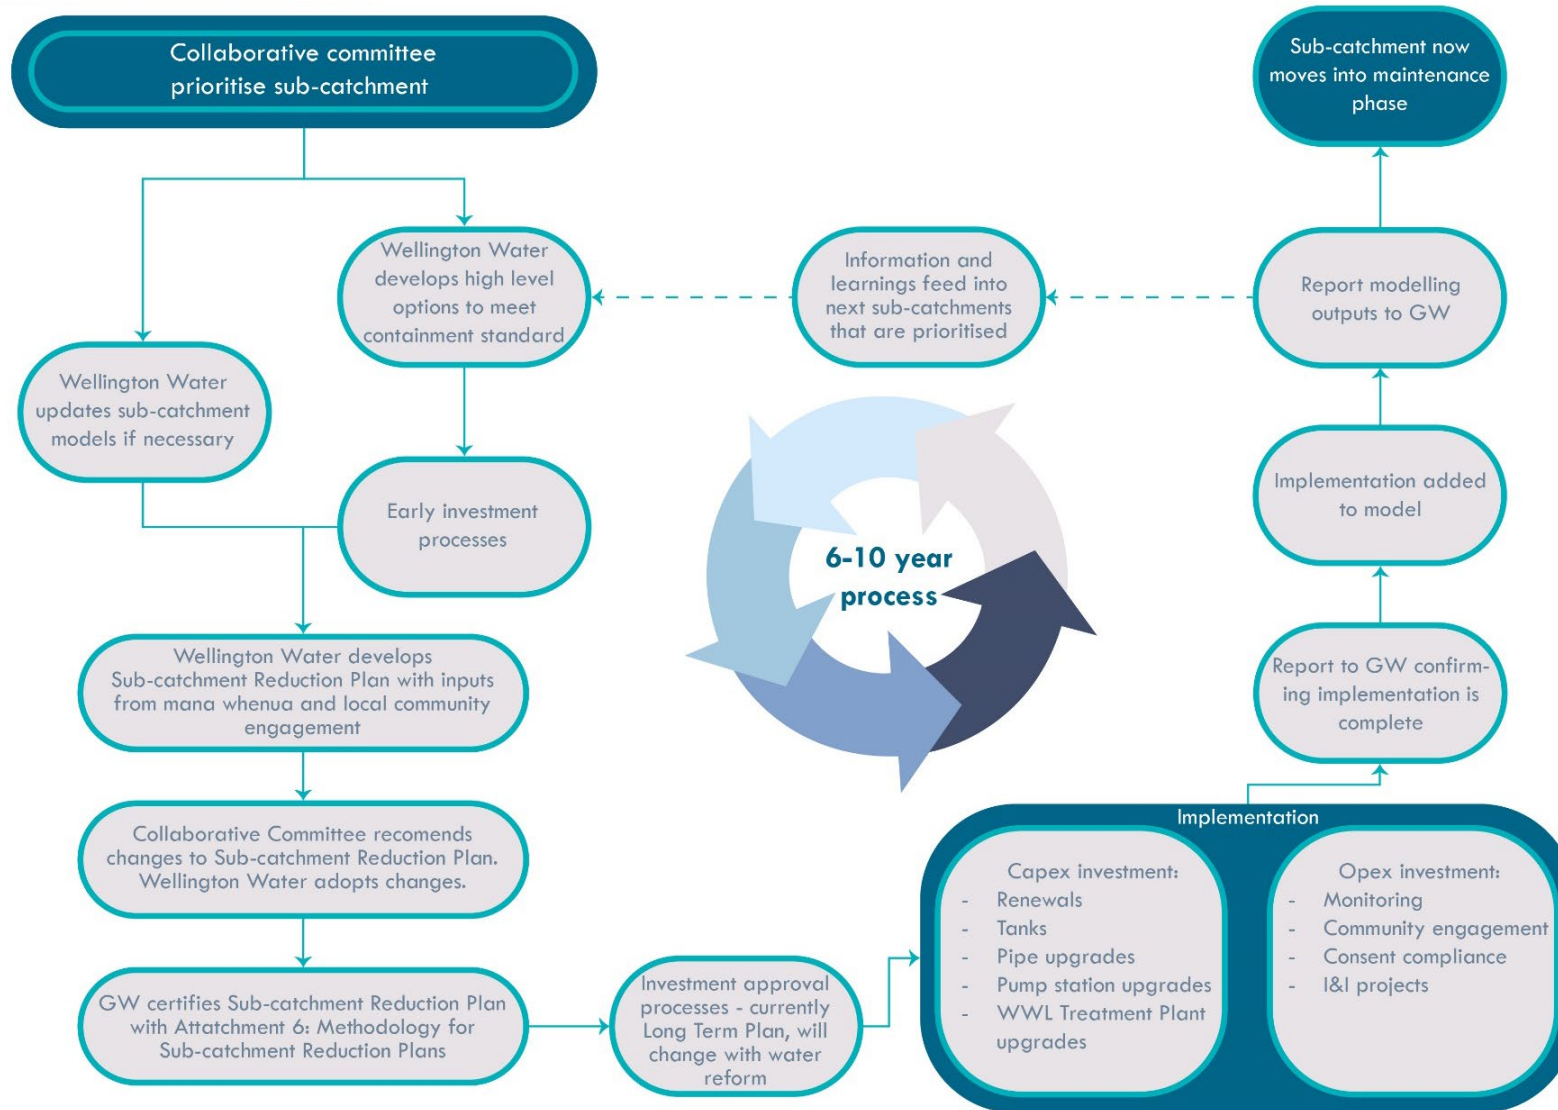 Collaborative committee
prioritise sub-catchment
Sub-catchment now
moves into maintenance
phase
Wellington Water
develops high level
options to meet
containment standard
Information and
learnings feed into
next sub-catchments
that are prioritised
Report modelling
outputs to GW
Wellington Water
updates sub-catchment
models if necessary
Early investment
processes
6-10 year
process
Implementation added
to model
Wellington Water develops
Sub-catchment Reduction Plan with inputs
from mana whenua and local community
engagement
Report to GW confirm-
ing implementation is
complete
Collaborative Committee recomends
changes to Sub-catchment Reduction Plan.
Wellington Water adopts changes.
GW certifies Sub-catchment Reduction Plan
with Attatchment 6: Methodology for
Sub-catchment Reduction Plans
Investment approval
processes - currently
Long Term Plan, will
change with water
reform
Implementation
Capex investment:
- Renewals
- Tanks
- Pipe upgrades
- Pump station upgrades
- WWL Treatment Plant
upgrades
Opex investment:
- Monitoring
- Community engagement
- Consent compliance
- I&I projects